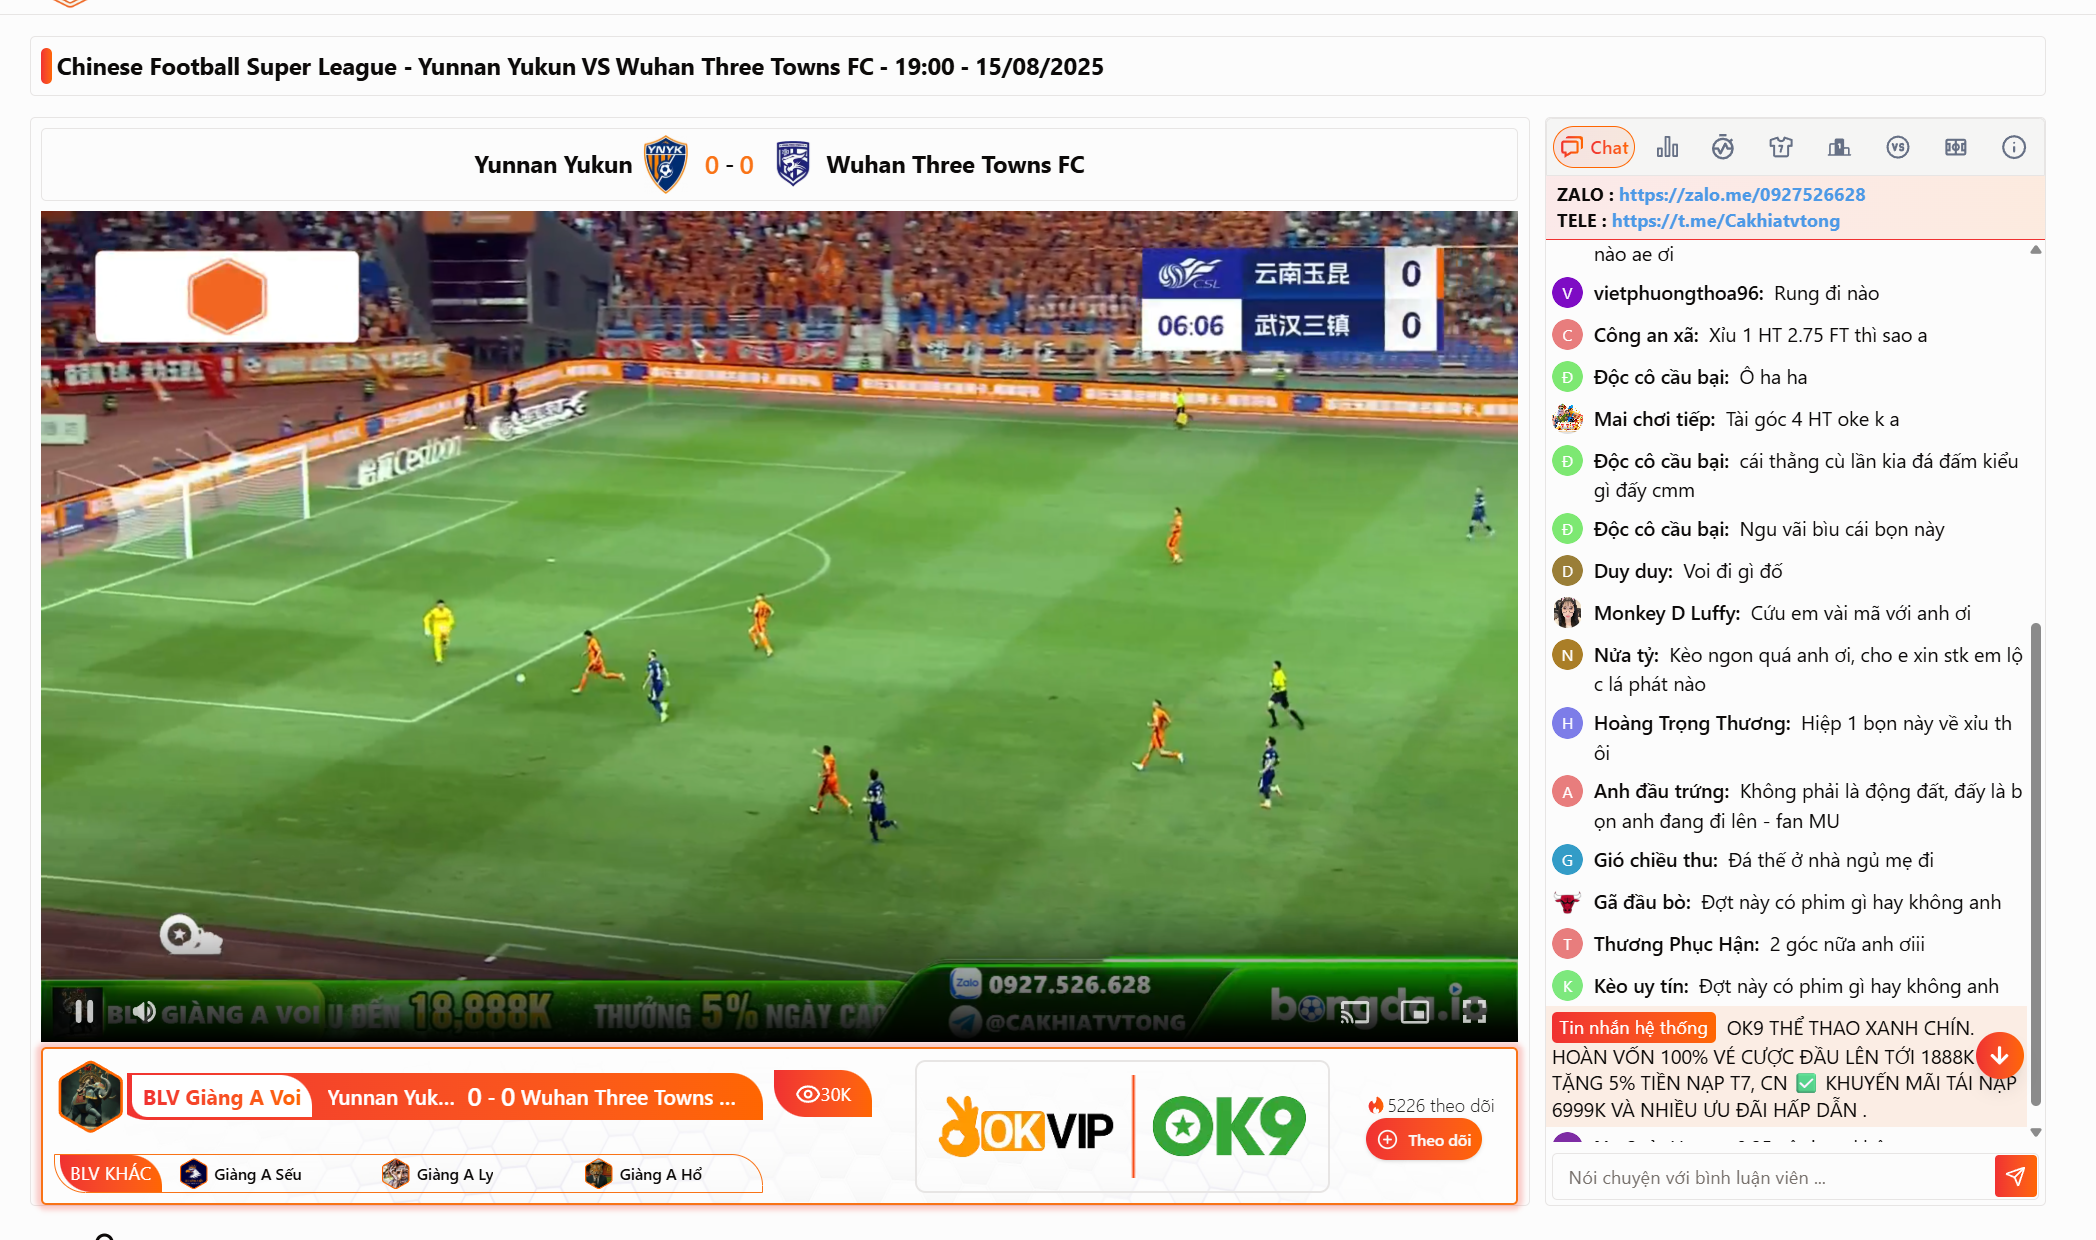 Chinese Football Super League - Yunnan Yukun VS Wuhan Three Towns FC - 19:00 - 15/08/2025
Yunnan Yukun
YNYK
0 - 0
Wuhan Three Towns FC
CSL
云南玉昆
0
06:06
武汉三镇
0
Cestbon
BLV GIÀNG A VOI
U ĐẾN 18,888K
THƯỞNG 5% NGÀY
Zalo 0927.526.628
@CAKHIATVTONG
BLV Giàng A Voi
Yunnan Yuk... 0 - 0 Wuhan Three Towns ...
30K
BLV KHÁC
Giàng A Sếu
Giàng A Ly
Giàng A Hổ
OKVIP
OK9
5226 theo dõi
Theo dõi
Chat
ZALO : https://zalo.me/0927526628
TELE : https://t.me/Cakhiatvtong
nào ae ơi
V vietphuongthoa96: Rung đi nào
C Công an xã: Xỉu 1 HT 2.75 FT thì sao a
Đ Độc cô cầu bại: Ô ha ha
Mai chơi tiếp: Tài góc 4 HT oke k a
Đ Độc cô cầu bại: cái thằng cù lần kia đá đấm kiểu
gì đấy cmm
Đ Độc cô cầu bại: Ngu vãi bìu cái bọn này
D Duy duy: Voi đi gì đố
Monkey D Luffy: Cứu em vài mã với anh ơi
N Nửa tỷ: Kèo ngon quá anh ơi, cho e xin stk em lộ
c lá phát nào
H Hoàng Trọng Thương: Hiệp 1 bọn này về xỉu th
ôi
A Anh đầu trứng: Không phải là động đất, đấy là b
ọn anh đang đi lên - fan MU
G Gió chiều thu: Đá thế ở nhà ngủ mẹ đi
Gã đầu bò: Đợt này có phim gì hay không anh
T Thương Phục Hận: 2 góc nữa anh ơiii
K Kèo uy tín: Đợt này có phim gì hay không anh
Tin nhắn hệ thống OK9 THỂ THAO XANH CHÍN.
HOÀN VỐN 100% VÉ CƯỢC ĐẦU LÊN TỚI 1888K
TẶNG 5% TIỀN NẠP T7, CN ✅ KHUYẾN MÃI TÁI NẠP
6999K VÀ NHIỀU ƯU ĐÃI HẤP DẪN .
Nói chuyện với bình luận viên ...